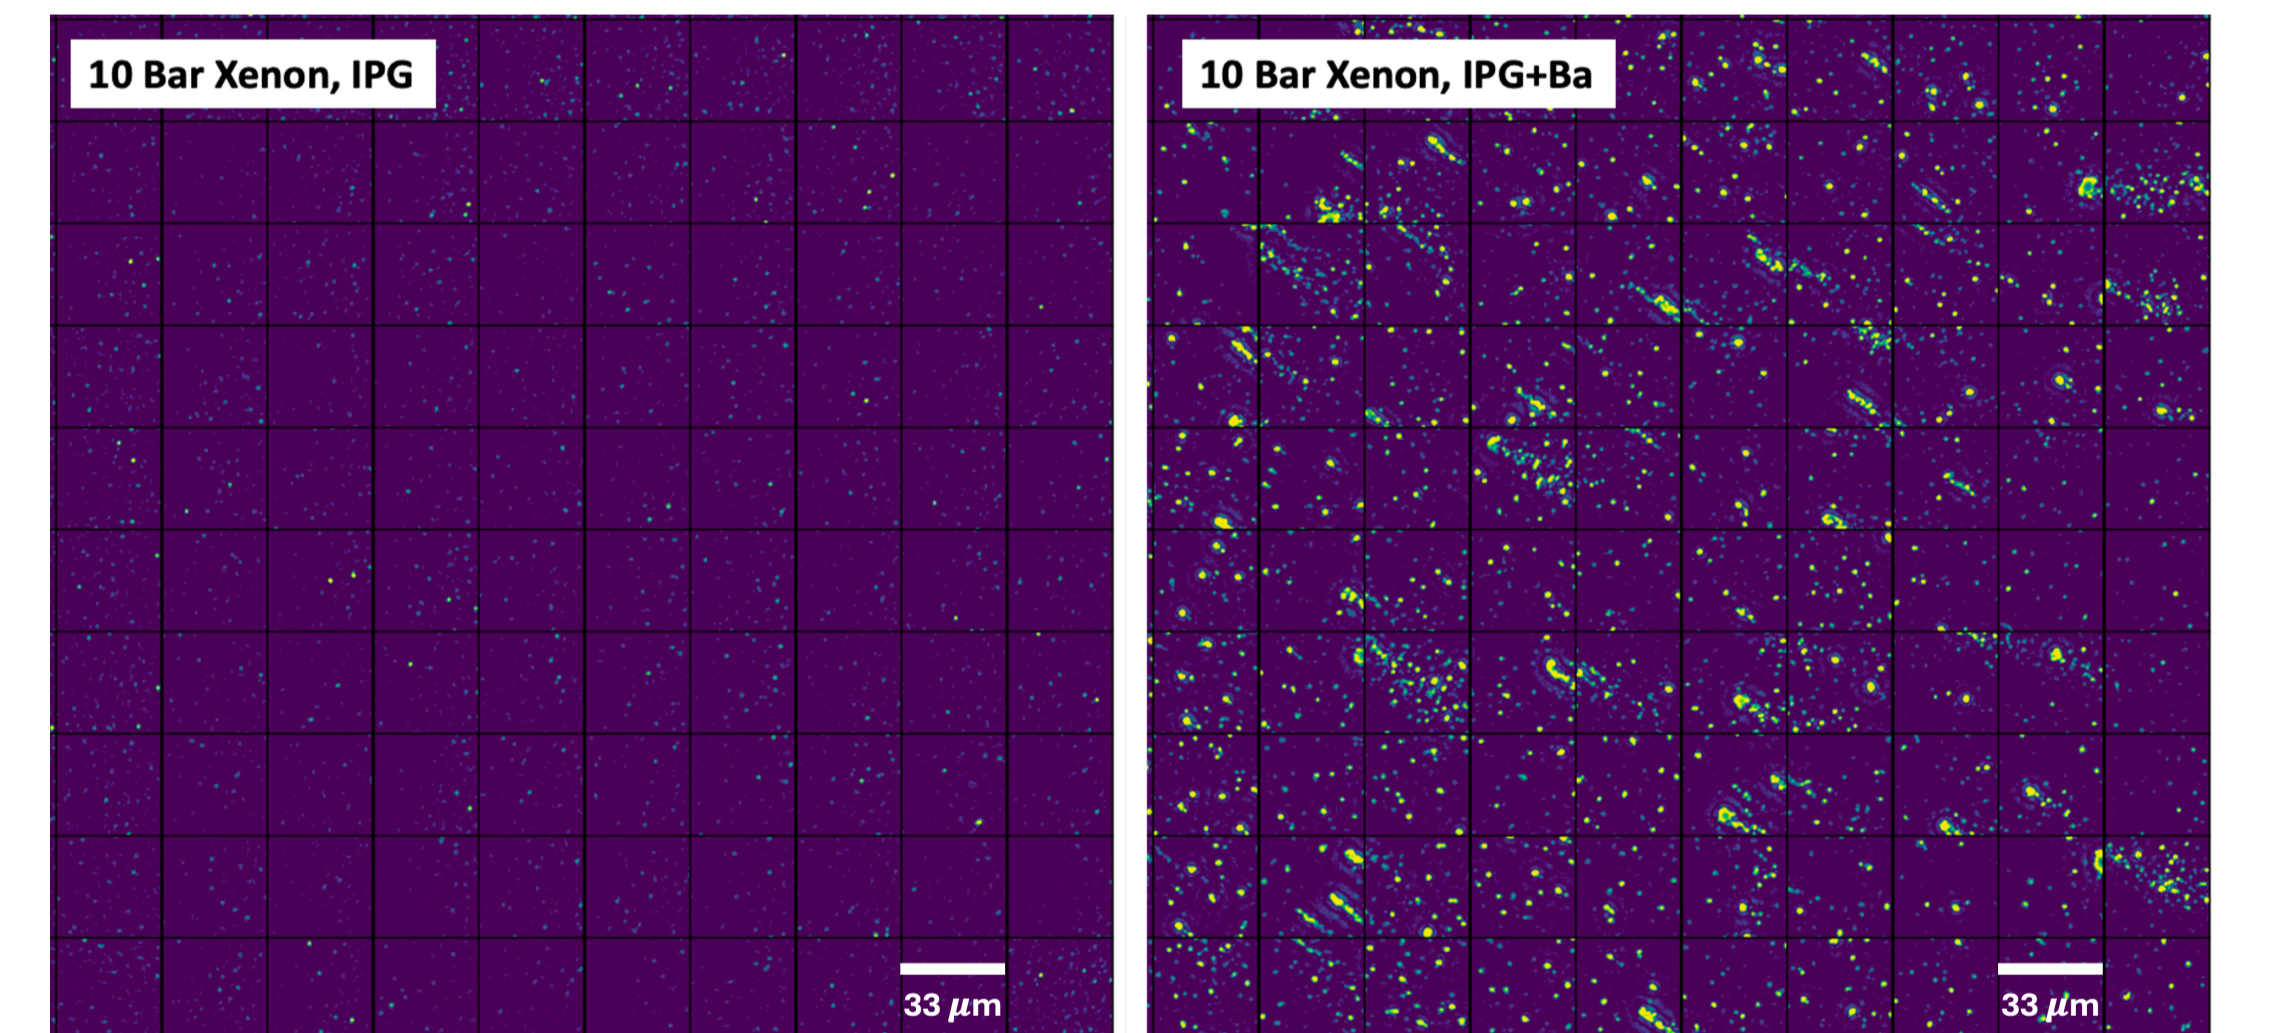 10 Bar Xenon, IPG
10 Bar Xenon, IPG+Ba
33 μm
33 μm